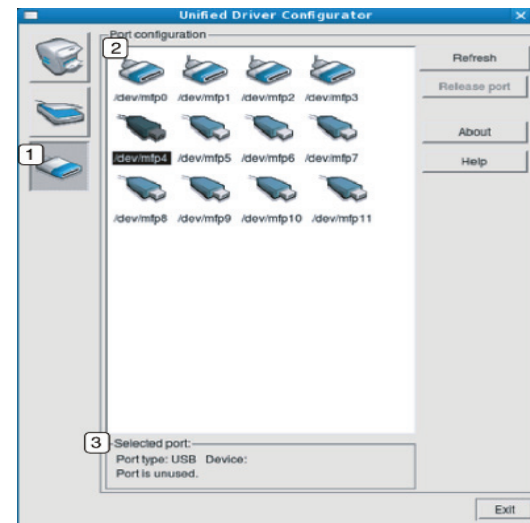 Unified Driver Configurator
Port configuration
2
Refresh
/dev/mfp0 /dev/mfp1 /dev/mfp2 /dev/mfp3
Release port
About
1
/dev/mfp4 /dev/mfp5 /dev/mfp6 /dev/mfp7
Help
/dev/mfp8 /dev/mfp9 /dev/mfp10 /dev/mfp11
3
Selected port:
Port type: USB Device:
Port is unused.
Exit